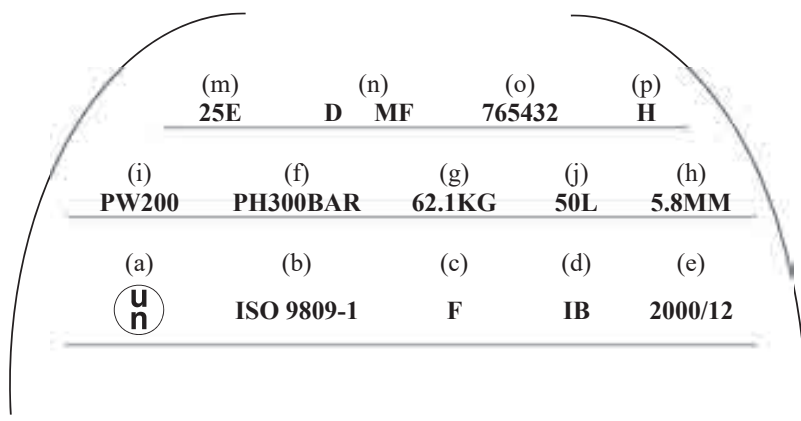 (m) (n) (o) (p)
25E D MF 765432 H
(i) (f) (g) (j) (h)
PW200 PH300BAR 62.1KG 50L 5.8MM
(a) (b) (c) (d) (e)
u
n ISO 9809-1 F IB 2000/12